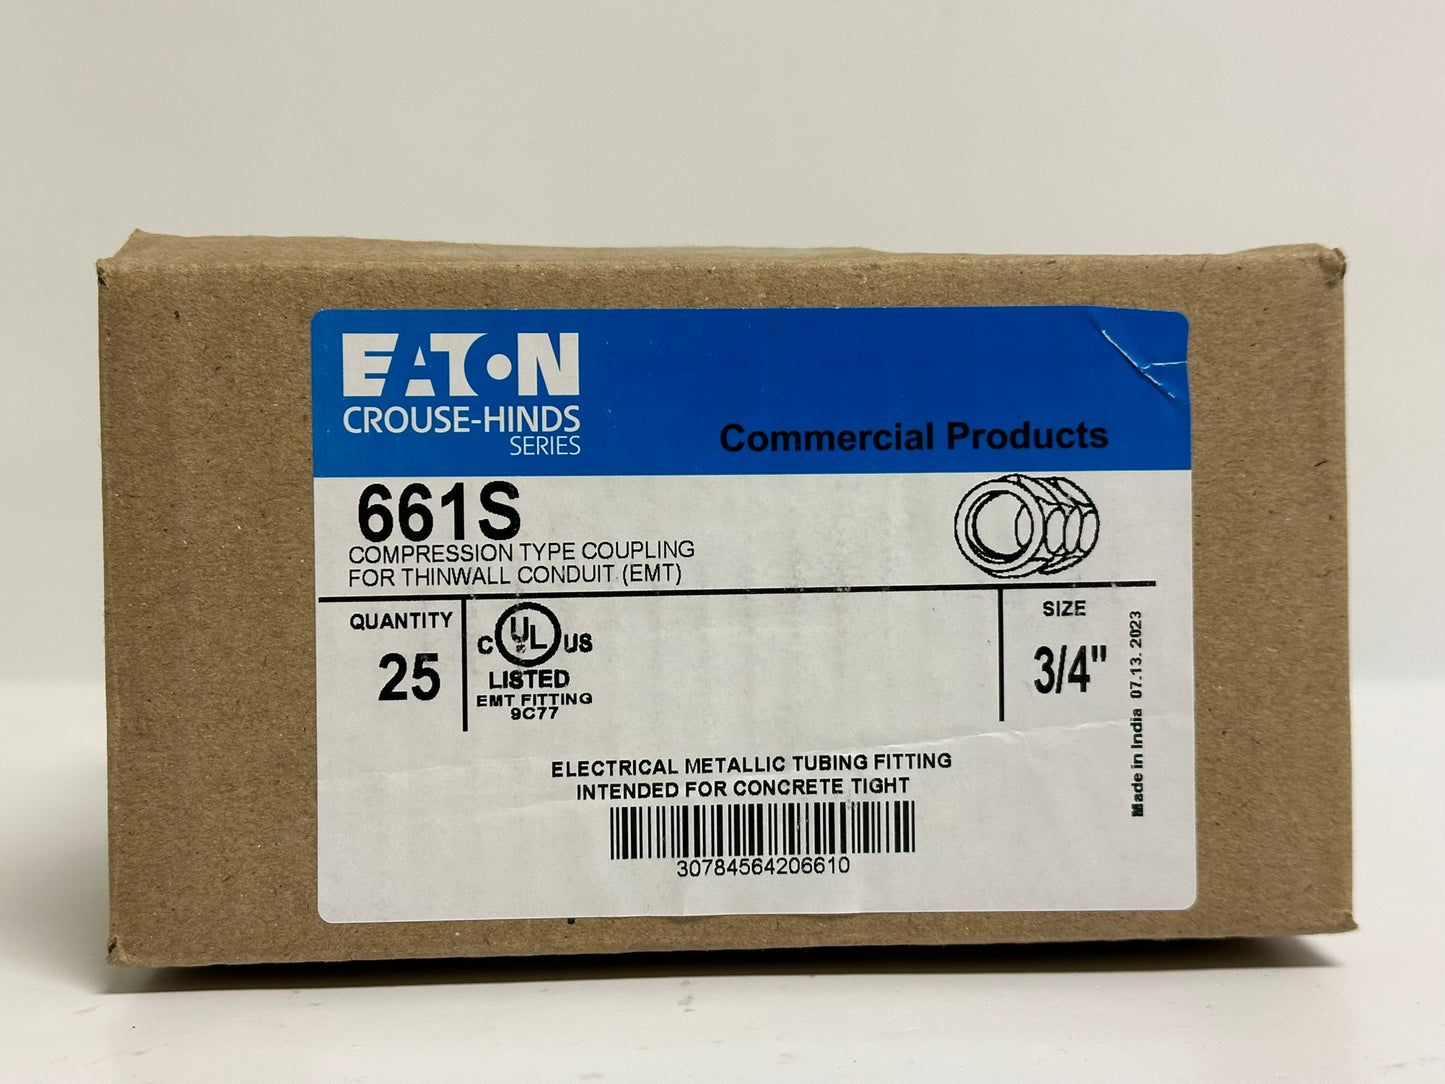 EATON
CROUSE-HINDS
SERIES
Commercial Products
661S
COMPRESSION TYPE COUPLING
FOR THINWALL CONDUIT (EMT)
QUANTITY
25
C UL US
LISTED
EMT FITTING
9C77
SIZE
3/4"
Made in India 07.13.2023
ELECTRICAL METALLIC TUBING FITTING
INTENDED FOR CONCRETE TIGHT
30784564206610